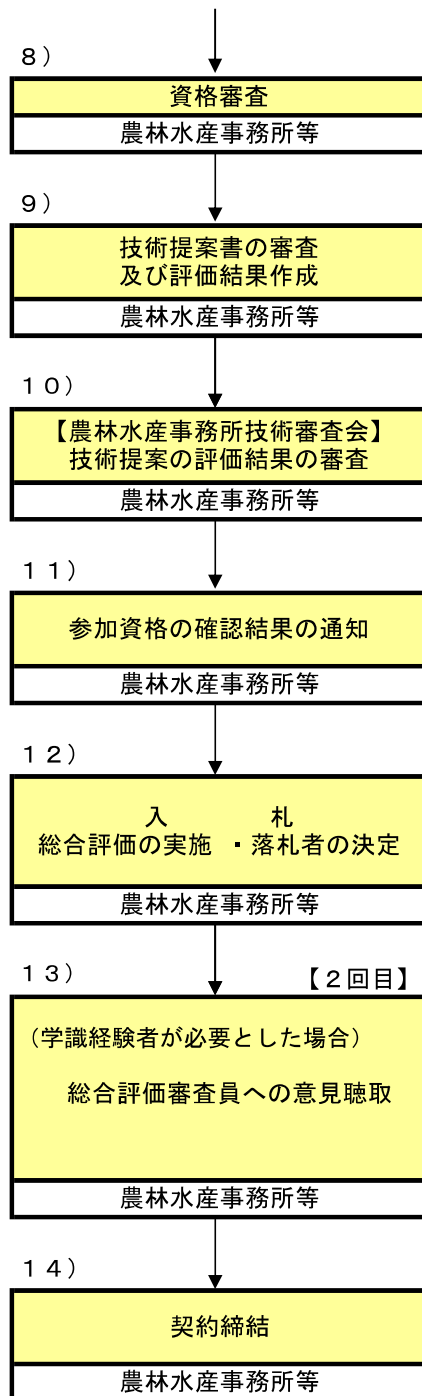 ８）
資格審査
農林水産事務所等
９）
技術提案書の審査
及び評価結果作成
農林水産事務所等
１０）
【農林水産事務所技術審査会】
技術提案の評価結果の審査
農林水産事務所等
１１）
参加資格の確認結果の通知
農林水産事務所等
１２）
入　　　　札
総合評価の実施 ・落札者の決定
農林水産事務所等
１３）
【２回目】
（学識経験者が必要とした場合）
総合評価審査員への意見聴取
農林水産事務所等
１４）
契約締結
農林水産事務所等